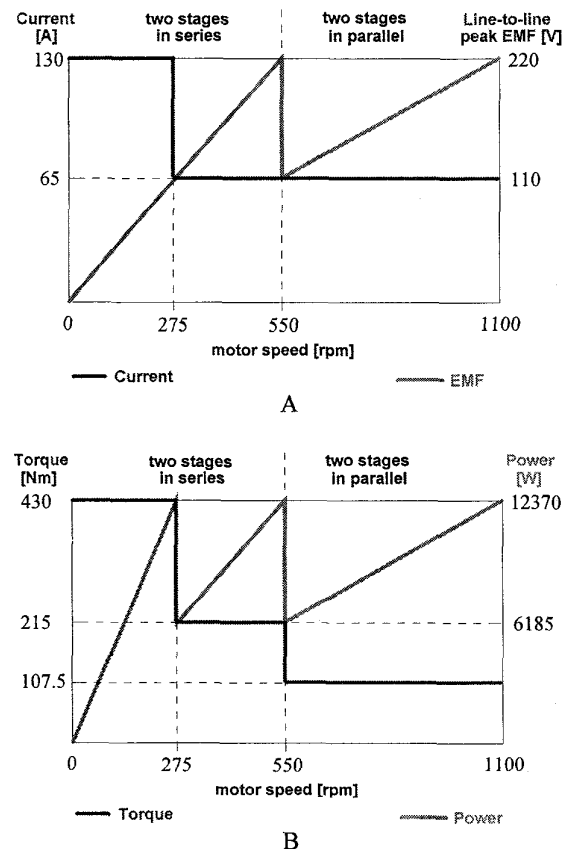 Current
[A]
two stages
in series
two stages
in parallel
Line-to-line
peak EMF [V]
130
220
65
110
0
275
550
1100
motor speed [rpm]
Current
EMF
A
Torque
[Nm]
two stages
in series
two stages
in parallel
Power
[W]
430
12370
215
6185
107.5
0
275
550
1100
motor speed [rpm]
Torque
Power
B